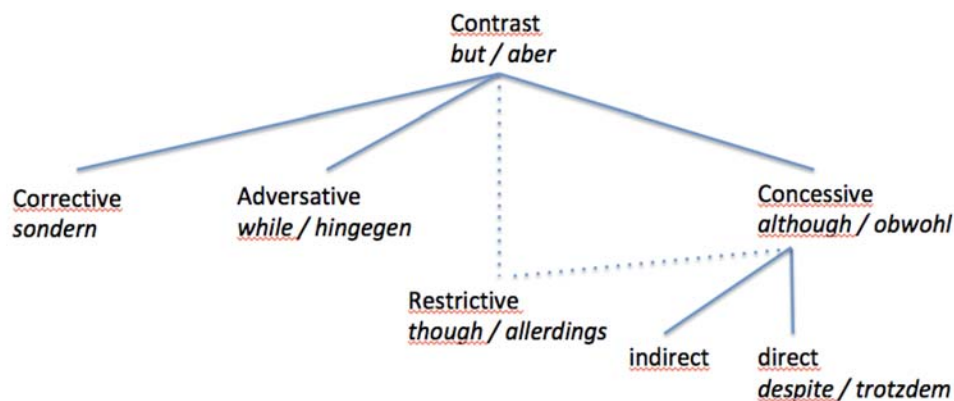 Contrast
but / aber
Corrective
sondern
Adversative
while / hingegen
Concessive
although / obwohl
Restrictive
though / allerdings
indirect
direct
despite / trotzdem